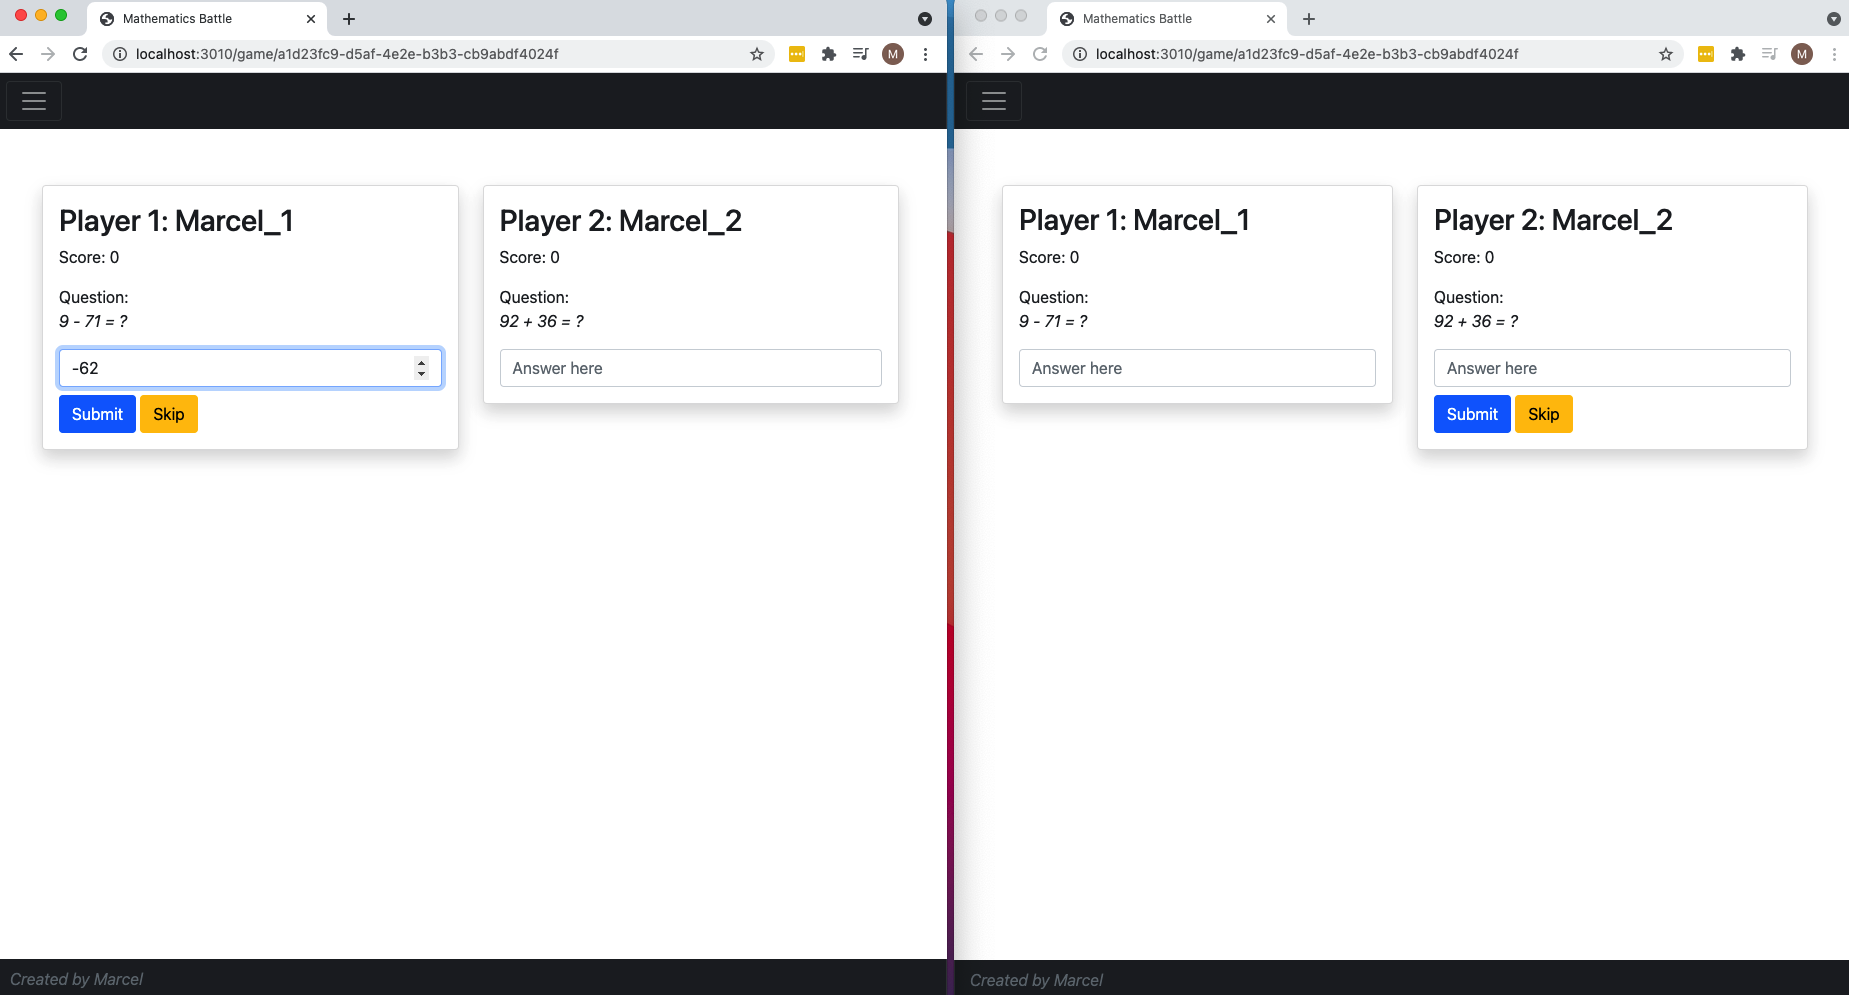 Mathematics Battle
localhost:3010/game/a1d23fc9-d5af-4e2e-b3b3-cb9abdf4024f
M
Player 1: Marcel_1
Score: 0
Question:
9 - 71 = ?
-62
Submit Skip
Player 2: Marcel_2
Score: 0
Question:
92 + 36 = ?
Answer here
Created by Marcel
Mathematics Battle
localhost:3010/game/a1d23fc9-d5af-4e2e-b3b3-cb9abdf4024f
M
Player 1: Marcel_1
Score: 0
Question:
9 - 71 = ?
Answer here
Player 2: Marcel_2
Score: 0
Question:
92 + 36 = ?
Answer here
Submit Skip
Created by Marcel